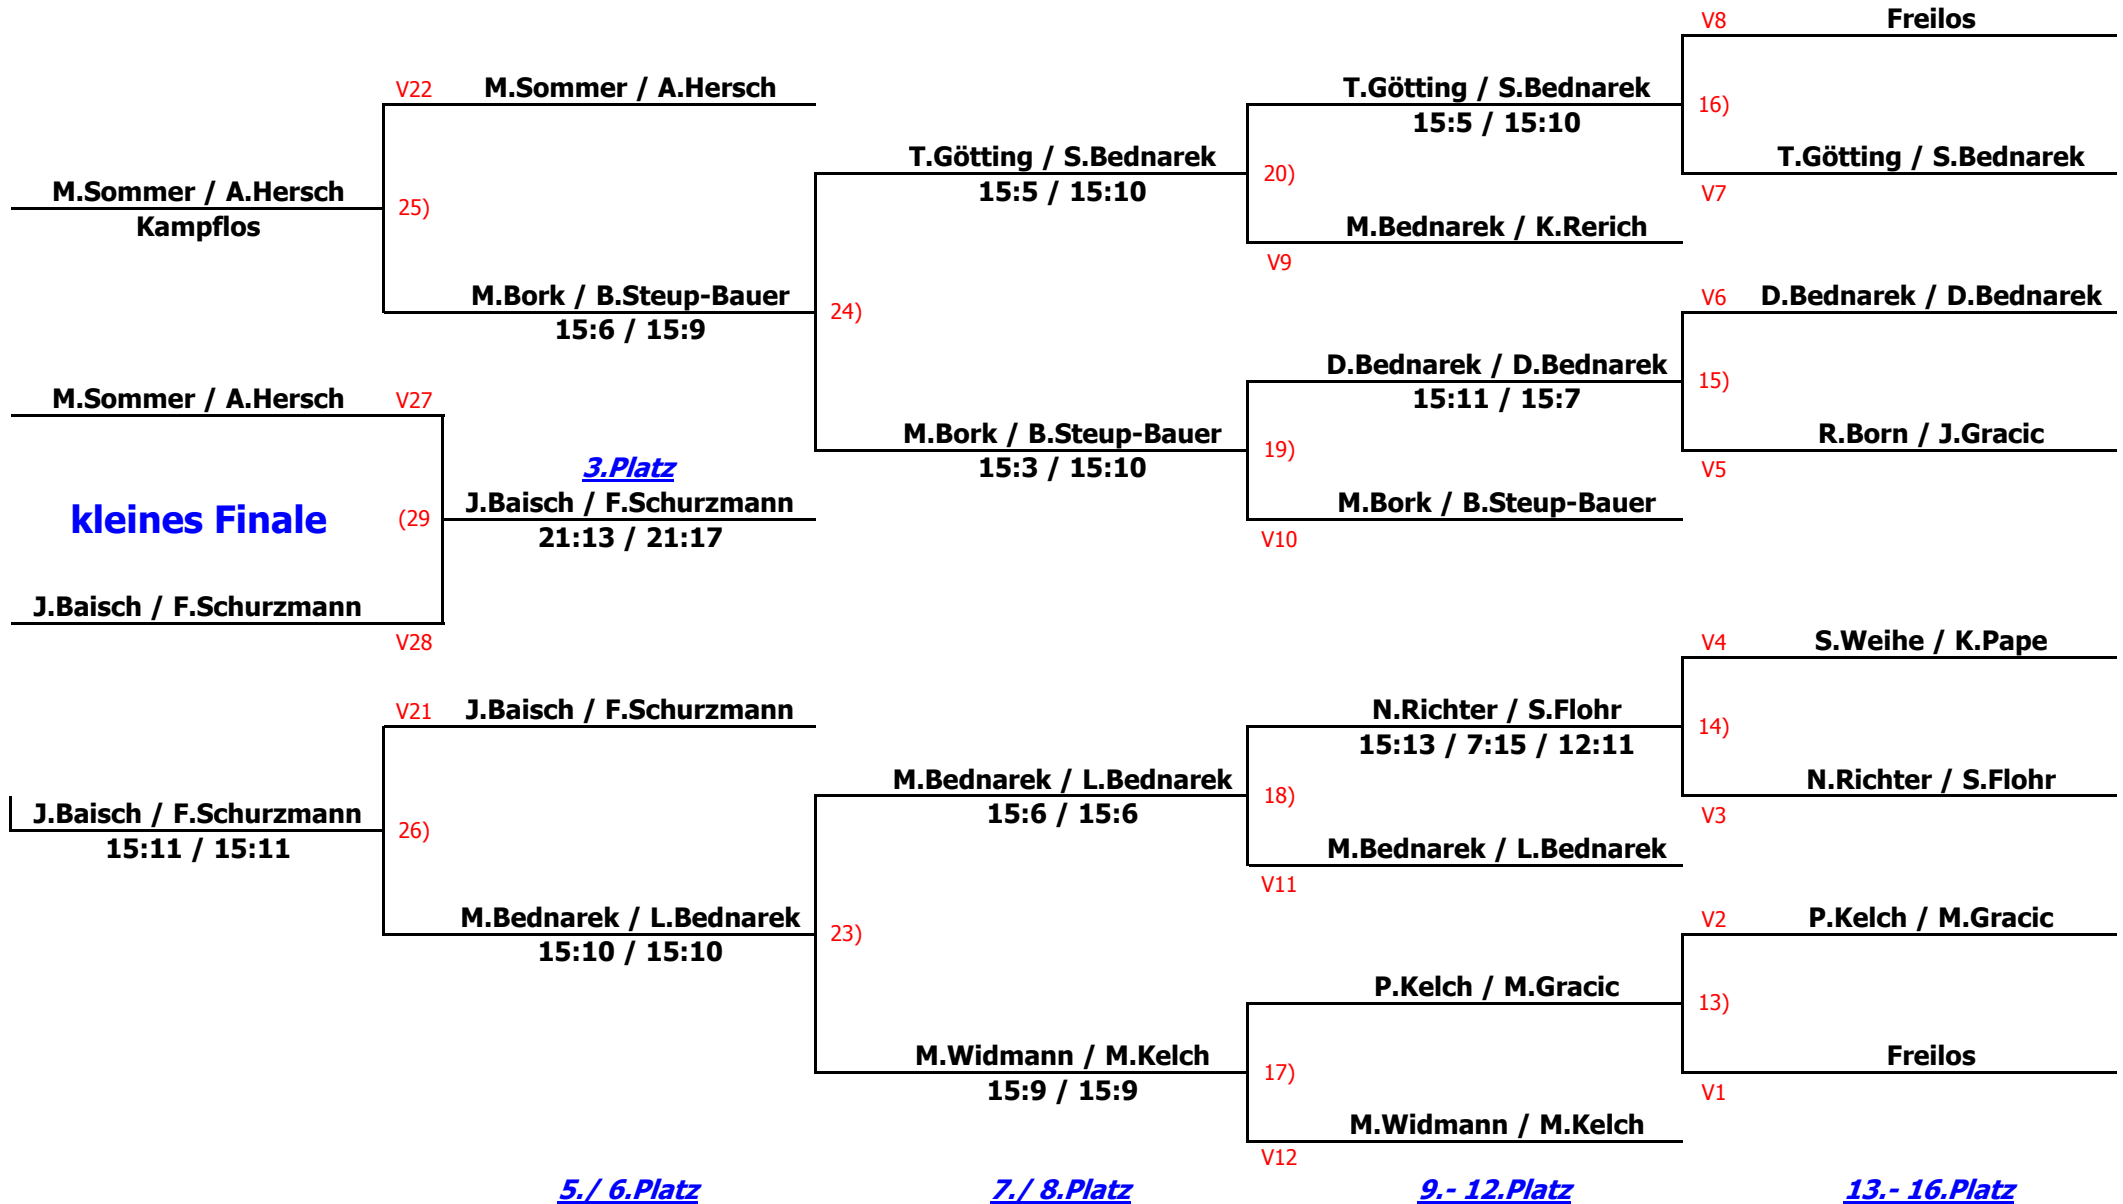 V8 Freilos
V22 M.Sommer / A.Hersch T.Götting / S.Bednarek 16)
15:5 / 15:10
T.Götting / S.Bednarek T.Götting / S.Bednarek
M.Sommer / A.Hersch 25) 15:5 / 15:10 20) V7
Kampflos M.Bednarek / K.Rerich
V9
M.Bork / B.Steup-Bauer 24) V6 D.Bednarek / D.Bednarek
15:6 / 15:9
D.Bednarek / D.Bednarek 15)
M.Sommer / A.Hersch V27 15:11 / 15:7
M.Bork / B.Steup-Bauer R.Born / J.Gracic
3.Platz 15:3 / 15:10 19) V5
J.Baisch / F.Schurzmann M.Bork / B.Steup-Bauer
kleines Finale (29
21:13 / 21:17 V10
J.Baisch / F.Schurzmann
V28 V4 S.Weihe / K.Pape
V21 J.Baisch / F.Schurzmann N.Richter / S.Flohr 14)
15:13 / 7:15 / 12:11
M.Bednarek / L.Bednarek N.Richter / S.Flohr
J.Baisch / F.Schurzmann 26) 15:6 / 15:6 18) V3
15:11 / 15:11 M.Bednarek / L.Bednarek
V11
M.Bednarek / L.Bednarek 23) V2 P.Kelch / M.Gracic
15:10 / 15:10
P.Kelch / M.Gracic 13)
M.Widmann / M.Kelch Freilos
15:9 / 15:9 17) V1
M.Widmann / M.Kelch
V12
5./ 6.Platz 7./ 8.Platz 9.- 12.Platz 13.- 16.Platz